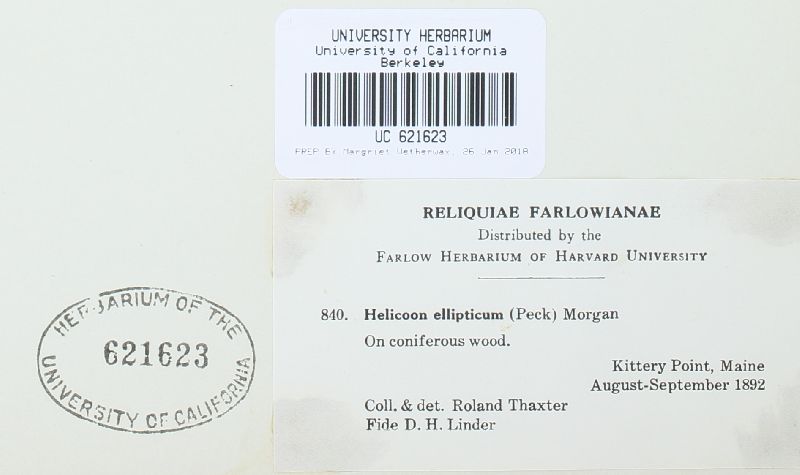 UNIVERSITY HERBARIUM
University of California
Berkeley
UC 621623
PREP By Margriet Wetherwax, 26 Jan 2018
RELIQUIAE FARLOWIANAE
Distributed by the
FARLOW HERBARIUM OF HARVARD UNIVERSITY
840. Helicoon ellipticum (Peck) Morgan
On coniferous wood.
Kittery Point, Maine
August-September 1892
Coll. & det. Roland Thaxter
Fide D. H. Linder
HERBARIUM OF THE
621623
UNIVERSITY OF CALIFORNIA